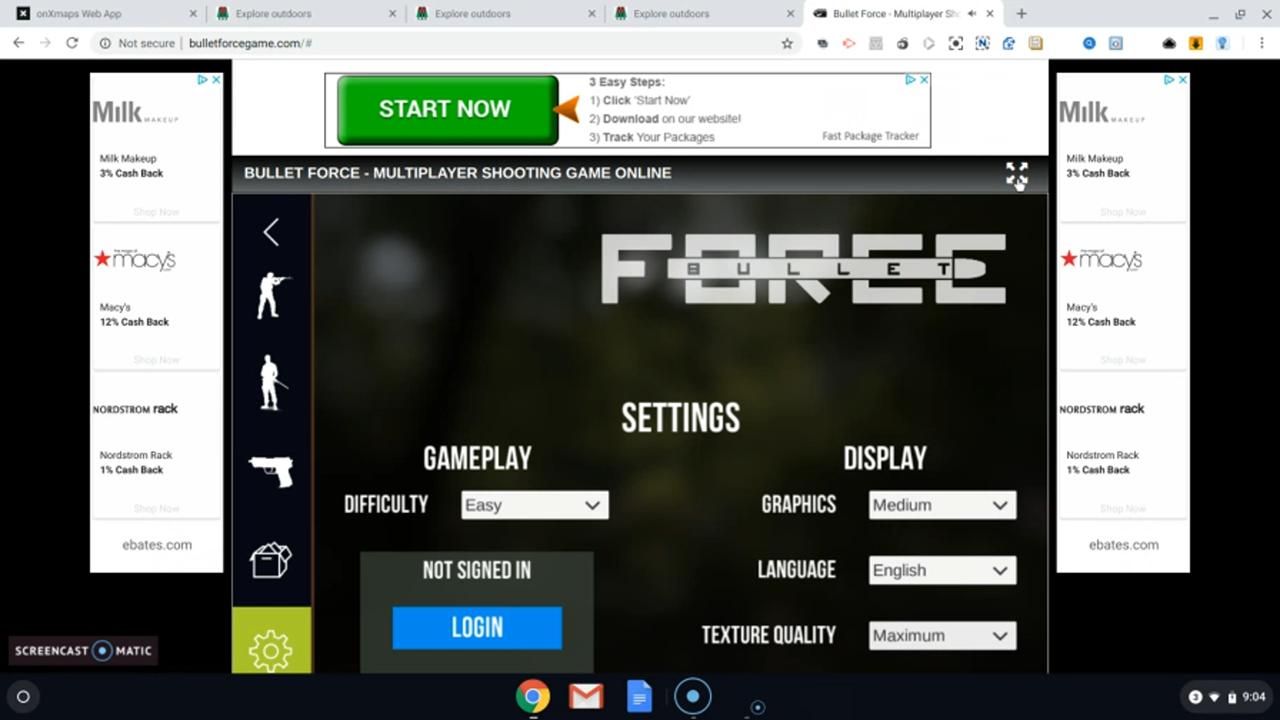 onXmaps Web App
Explore outdoors
Explore outdoors
Explore outdoors
Bullet Force - Multiplayer Sho
Not secure
bulletforcegame.com/#
START NOW
3 Easy Steps:
1) Click 'Start Now'
2) Download on our website!
3) Track Your Packages
Fast Package Tracker
MiLK MAKEUP
Milk Makeup
3% Cash Back
Shop Now
macy's
Macy's
12% Cash Back
Shop Now
NORDSTROM rack
Nordstrom Rack
1% Cash Back
Shop Now
ebates.com
BULLET FORCE - MULTIPLAYER SHOOTING GAME ONLINE
FORCE
BULLET
SETTINGS
GAMEPLAY
DISPLAY
DIFFICULTY
Easy
GRAPHICS
Medium
NOT SIGNED IN
LANGUAGE
English
LOGIN
TEXTURE QUALITY
Maximum
MiLK MAKEUP
Milk Makeup
3% Cash Back
Shop Now
macy's
Macy's
12% Cash Back
Shop Now
NORDSTROM rack
Nordstrom Rack
1% Cash Back
Shop Now
ebates.com
SCREENCAST MATIC
3
9:04